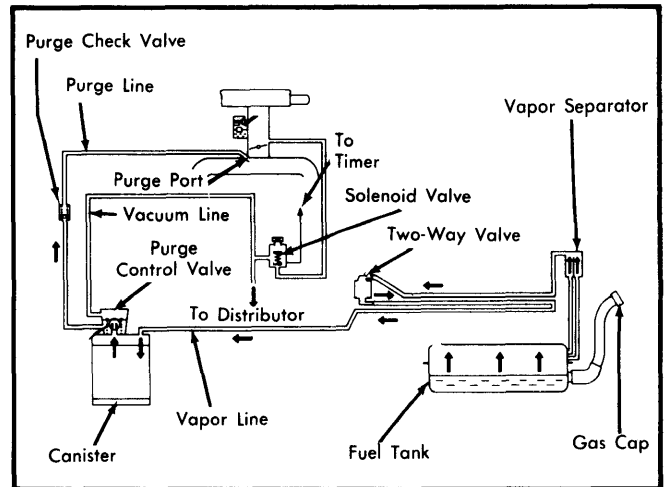 Purge Check Valve
Purge Line
Vapor Separator
To
Timer
Purge Port
Solenoid Valve
Vacuum Line
Two-Way Valve
Purge
Control Valve
To Distributor
Vapor Line
Canister
Fuel Tank
Gas Cap